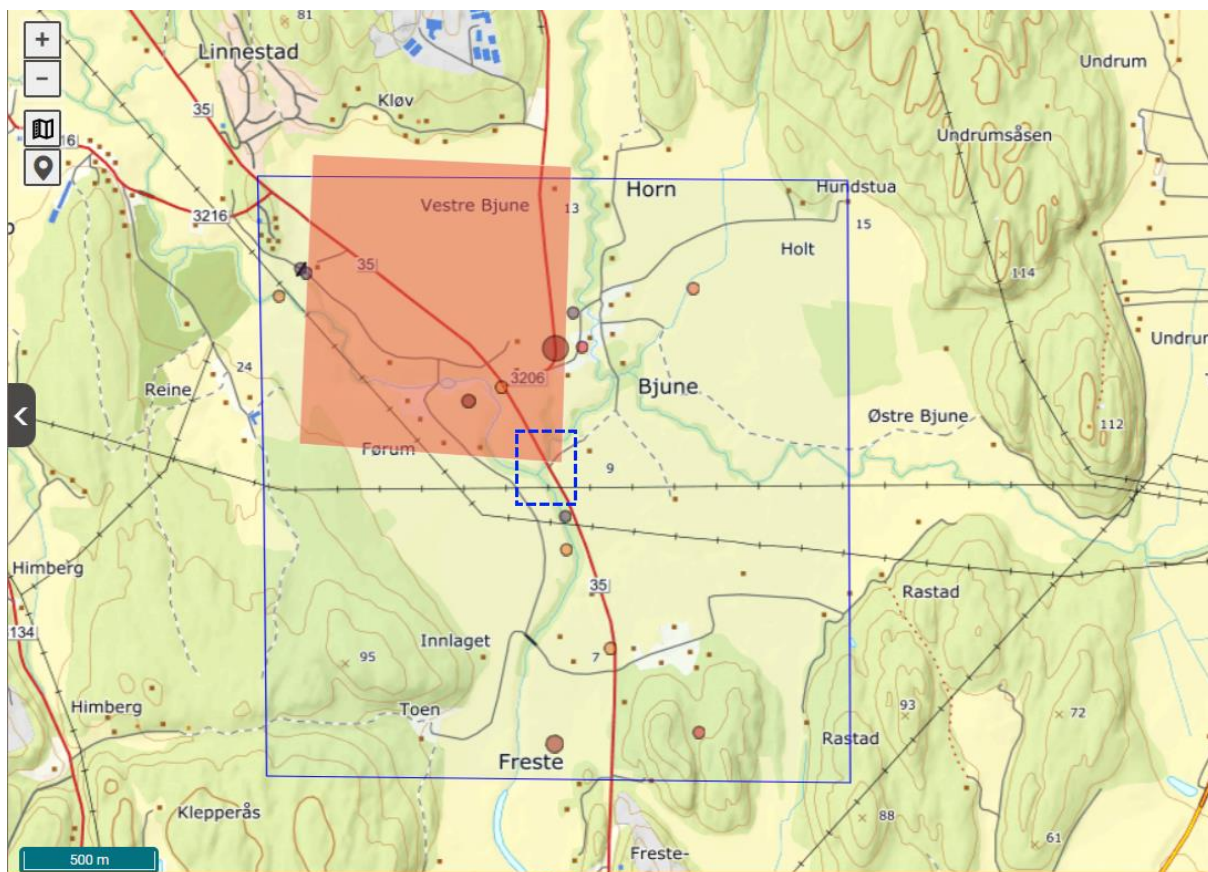 +
81
Linnestad
Undrum
−
35
Kløv
16
Undrumsåsen
Horn
Hundstua
Vestre Bjune
13
3216
15
Holt
35
114
Undrur
24
3206
Reine
Bjune
Østre Bjune
112
Førum
9
Himberg
35
Rastad
134
Innlaget
7
95
Himberg
Toen
93
72
Rastad
Freste
Klepperås
88
61
500 m
Freste-